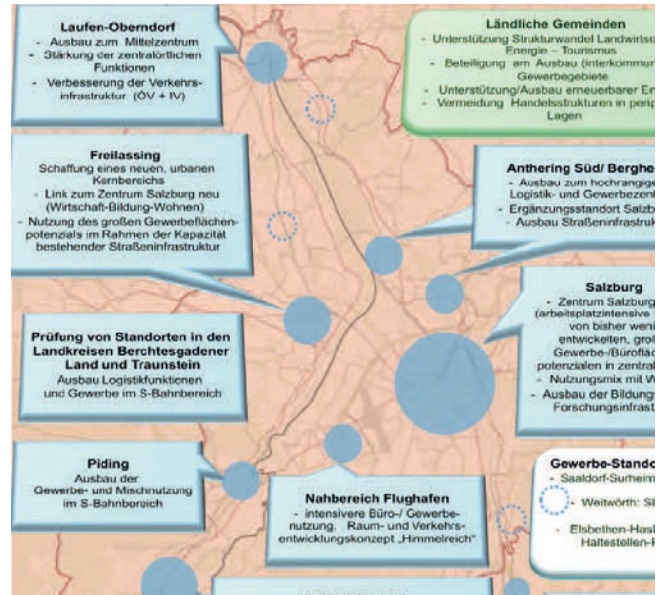 Laufen-Oberndorf
- Ausbau zum Mittelzentrum
- Stärkung der zentralörtlichen
Funktionen
- Verbesserung der Verkehrs-
infrastruktur (ÖV + IV)
Ländliche Gemeinden
- Unterstützung Strukturwandel Landwirtsc
Energie – Tourismus
- Beteiligung am Ausbau (interkommur
Gewerbegebiete
- Unterstützung/Ausbau erneuerbarer En
- Vermeidung Handelsstrukturen in perip
Lagen
Freilassing
Schaffung eines neuen, urbanen
Kernbereichs
- Link zum Zentrum Salzburg neu
(Wirtschaft-Bildung-Wohnen)
- Nutzung des großen Gewerbeflächen-
potenzials im Rahmen der Kapazität
bestehender Straßeninfrastruktur
Anthering Süd/ Berghe
- Ausbau zum hochrangige
Logistik- und Gewerbezent
- Ergänzungsstandort Salzb
- Ausbau Straßeninfrastruk
Salzburg
- Zentrum Salzburg
(arbeitsplatzintensive
von bisher weni
entwickelten, groß
Gewerbe-/Bürofläc
potenzialen in zentral
- Nutzungsmix mit W
- Ausbau der Bildungs
Forschungsinfrast
Prüfung von Standorten in den
Landkreisen Berchtesgadener
Land und Traunstein
Ausbau Logistikfunktionen
und Gewerbe im S-Bahnbereich
Piding
Ausbau der
Gewerbe- und Mischnutzung
im S-Bahnbereich
Nahbereich Flughafen
- intensivere Büro-/ Gewerbe-
nutzung. Raum- und Verkehrs-
entwicklungskonzept „Himmelreich"
Gewerbe-Stando
- Saaldorf-Surheim
- Weitwörth: Si
- Elsbethen-Hasl
Haltestellen-F